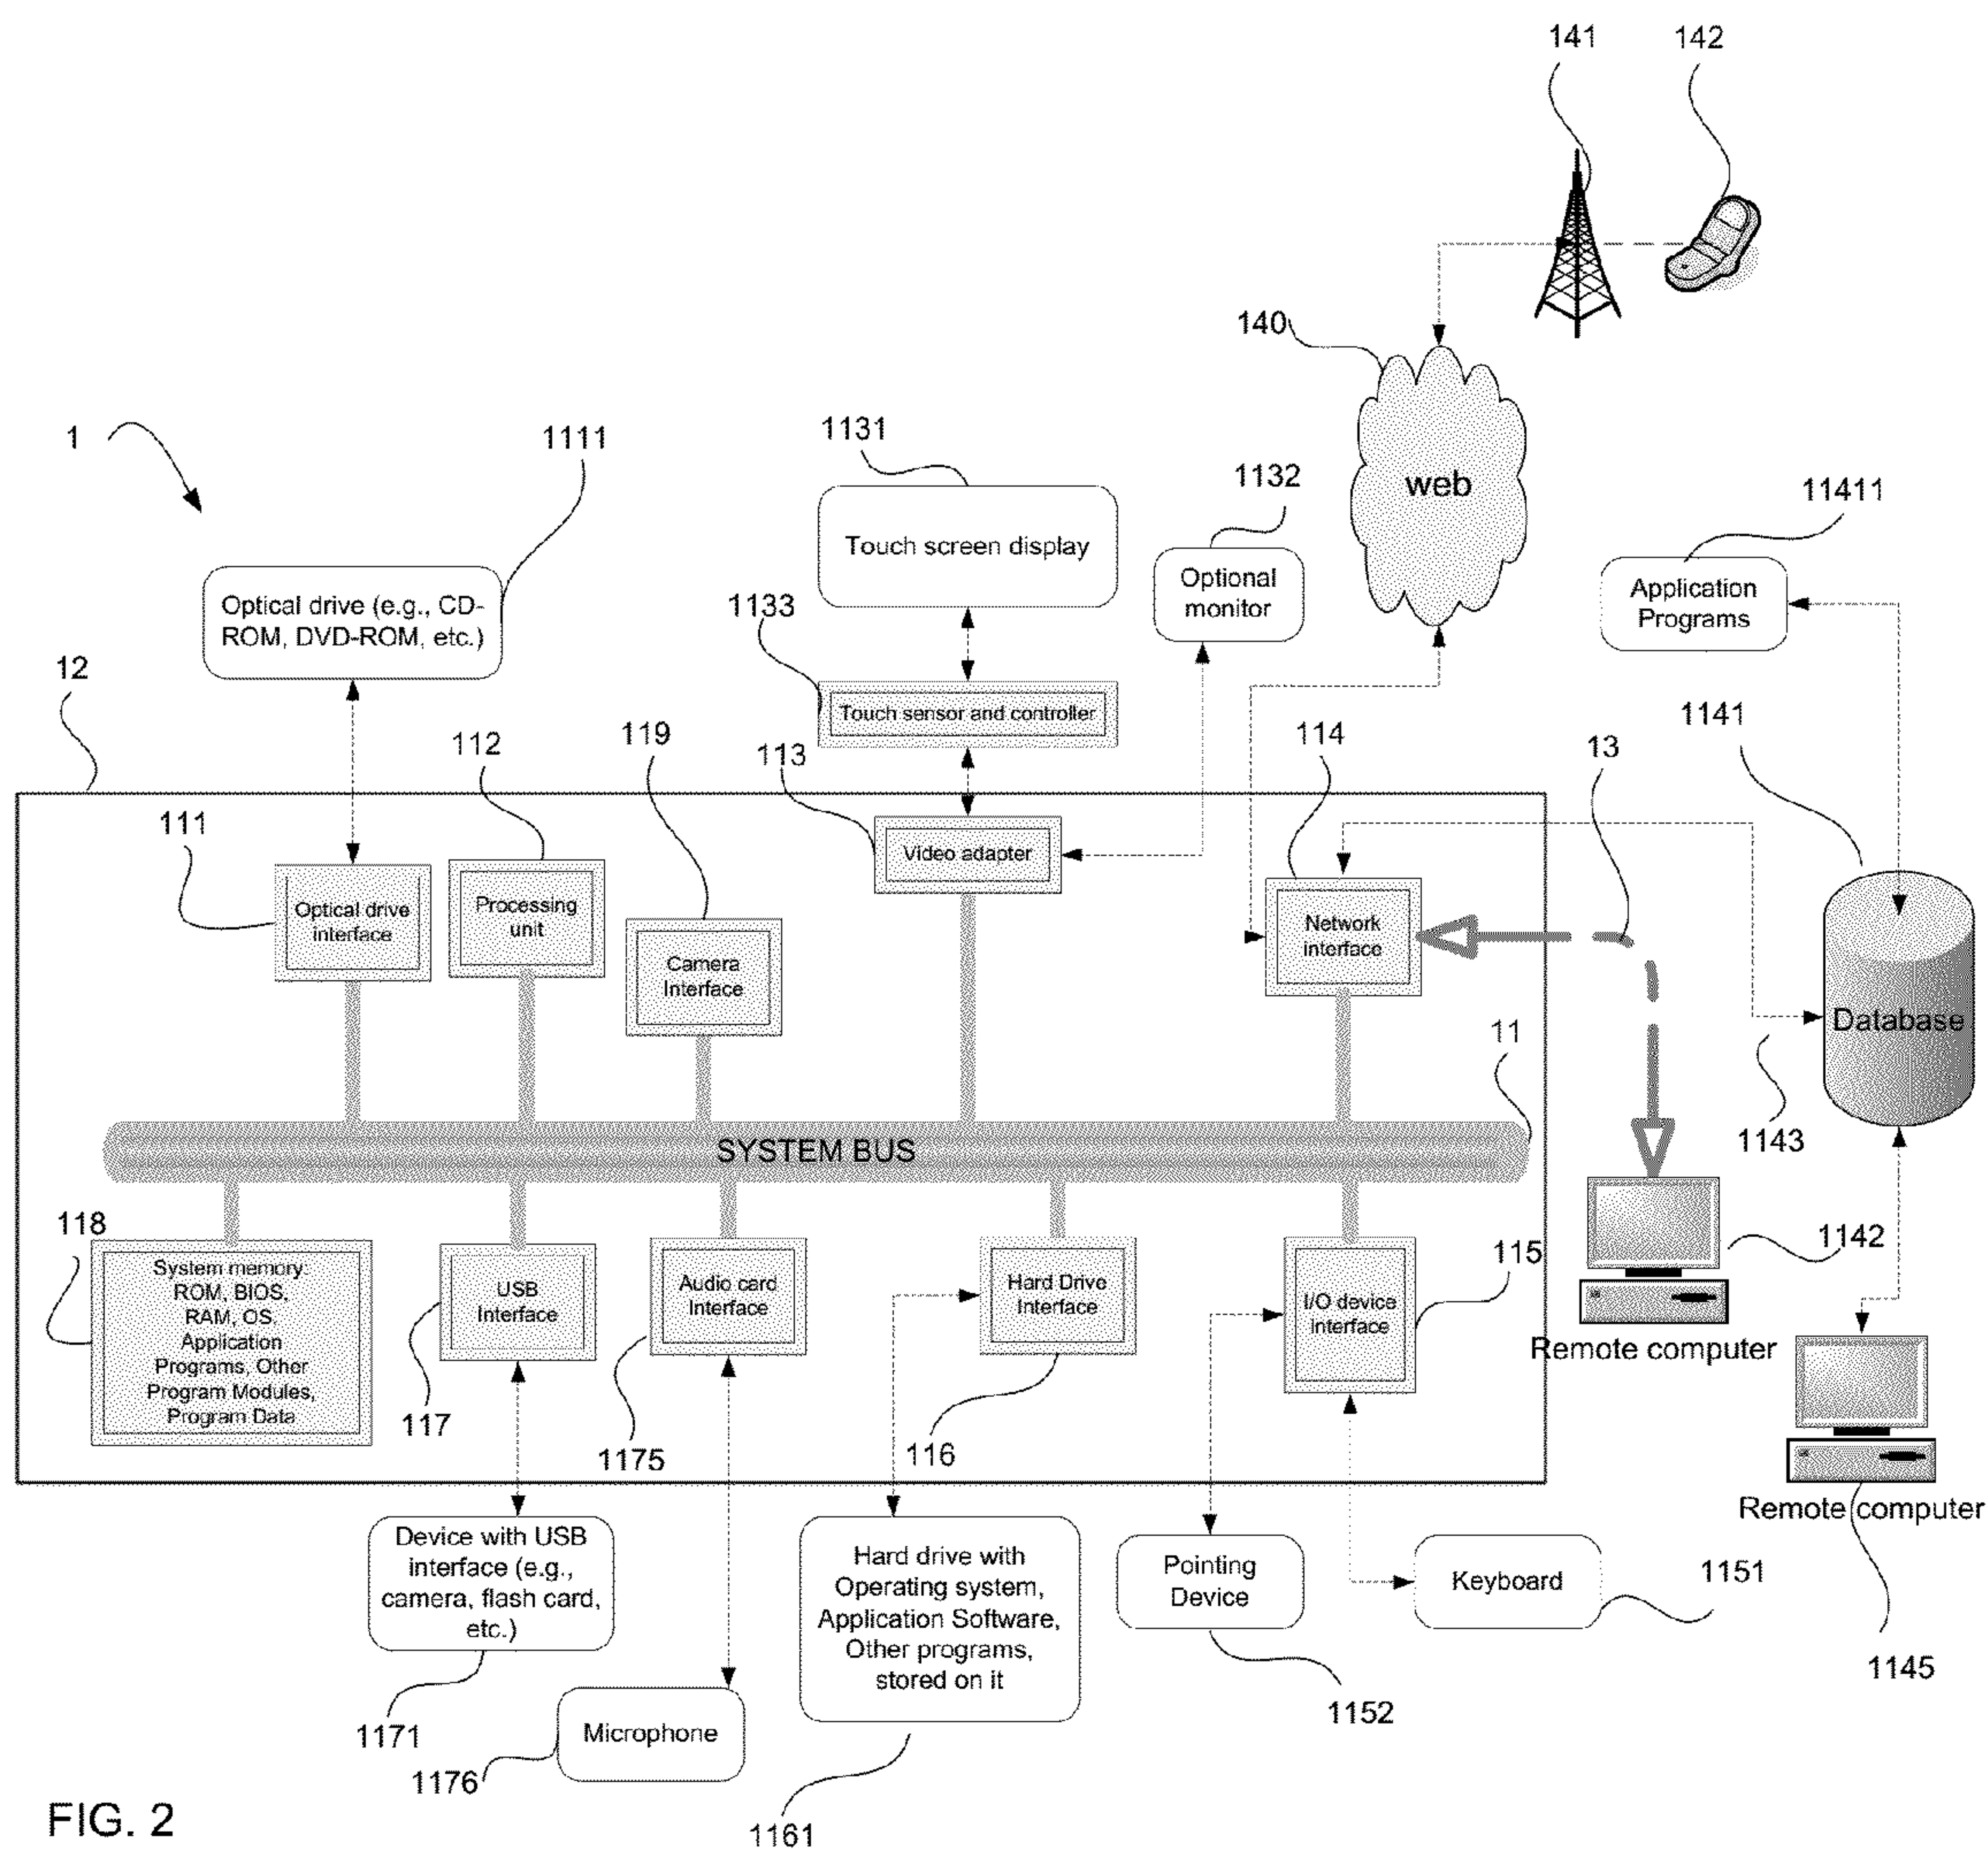 141
142
140
web
1
1111
1131
1132
11411
Touch screen display
Optional
monitor
Application
Programs
Optical drive (e.g., CD-
ROM, DVD-ROM, etc.)
1133
12
Touch sensor and controller
1141
112
119
113
114
13
111
Video adapter
Optical drive
interface
Processing
unit
Camera
Interface
Network
interface
Database
11
SYSTEM BUS
1143
118
System memory
ROM, BIOS,
RAM, OS,
Application
Programs, Other
Program Modules,
Program Data
USB
Interface
Audio card
Interface
Hard Drive
Interface
I/O device
interface
115
1142
Remote computer
117
1175
116
Remote computer
Device with USB
interface (e.g.,
camera, flash card,
etc.)
Hard drive with
Operating system,
Application Software,
Other programs,
stored on it
Pointing
Device
Keyboard
1151
1145
1171
Microphone
1152
1176
1161
FIG. 2